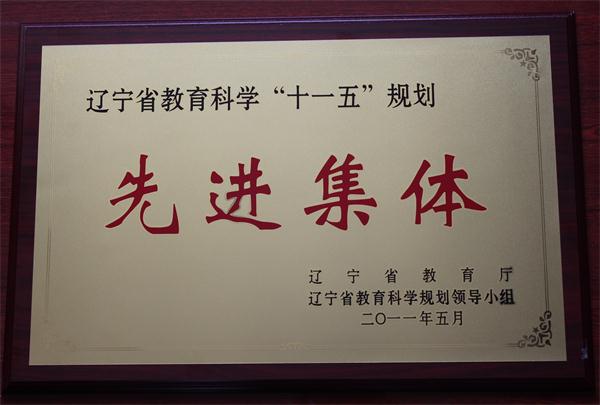 辽宁省教育科学“十一五”规划
先进集体
辽宁省教育厅
辽宁省教育科学规划领导小组
二〇一一年五月